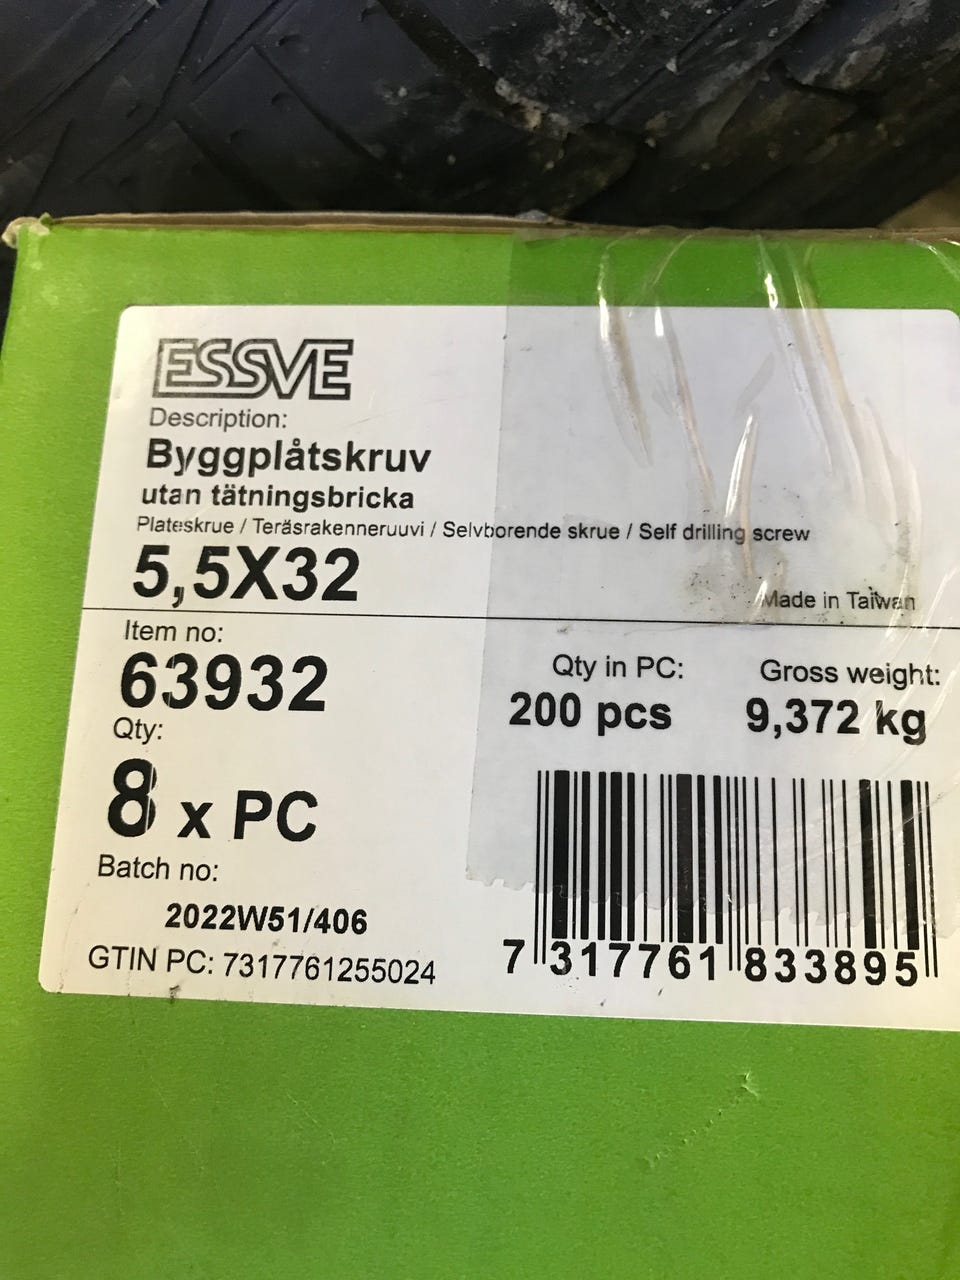 ESSVE
Description:
Byggplåtskruv
utan tätningsbricka
Plateskrue / Teräsrakenneruuvi / Selvborende skrue / Self drilling screw
5,5X32
Made in Taiwan
Item no:
63932
Qty in PC:
200 pcs
Gross weight:
9,372 kg
Qty:
8 x PC
Batch no:
2022W51/406
GTIN PC: 7317761255024
7 317761 833895